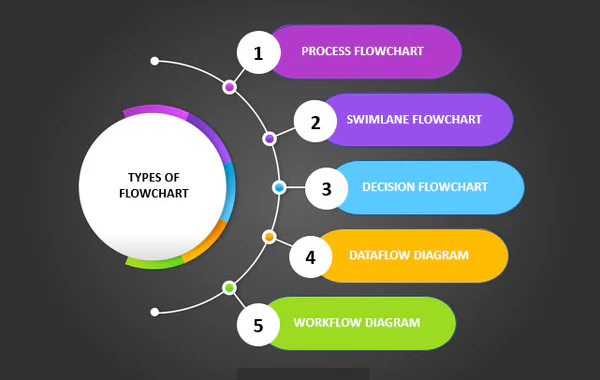 TYPES OF
FLOWCHART
1
PROCESS FLOWCHART
2
SWIMLANE FLOWCHART
3
DECISION FLOWCHART
4
DATAFLOW DIAGRAM
5
WORKFLOW DIAGRAM